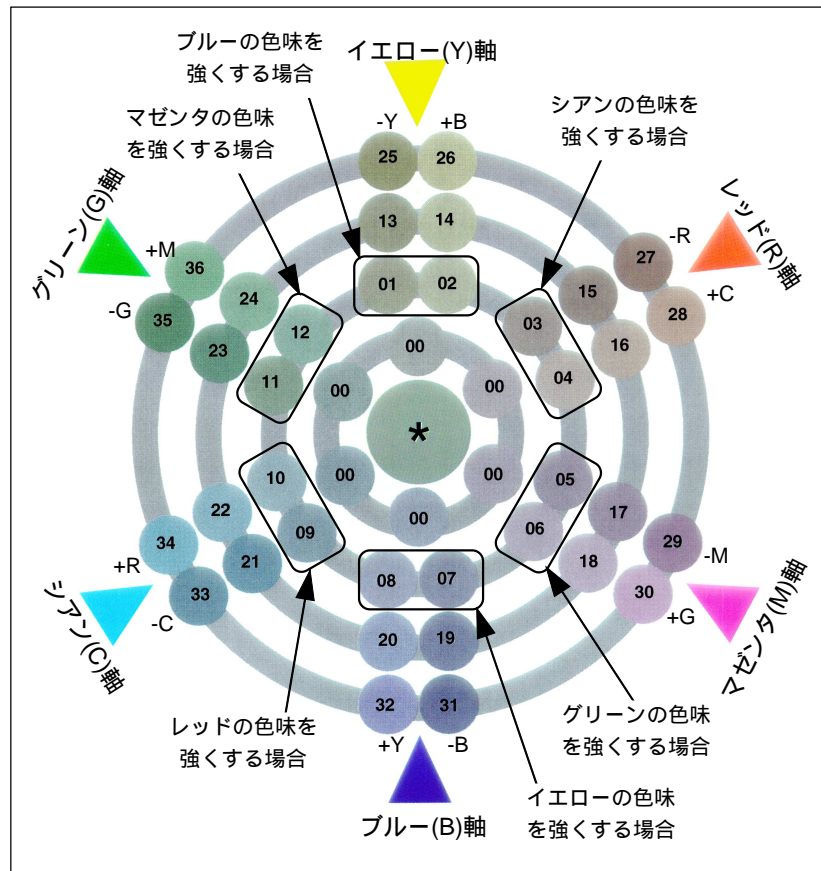 ブルーの色味を
強くする場合
イエロー(Y)軸
マゼンタの色味
を強くする場合
シアンの色味を
強くする場合
-Y
+B
25
26
レッド(R)軸
グリーン(G)軸
13
14
+M
-R
36
27
24
01
02
15
+C
-G
35
12
03
28
23
00
16
11
04
00
00
*
10
05
00
00
22
17
09
06
00
34
21
08
07
18
29
+R
-M
33
30
-C
20
19
+G
シアン(C)軸
マゼンタ(M)軸
32
31
レッドの色味を
強くする場合
+Y
-B
グリーンの色味
を強くする場合
ブルー(B)軸
イエローの色味
を強くする場合